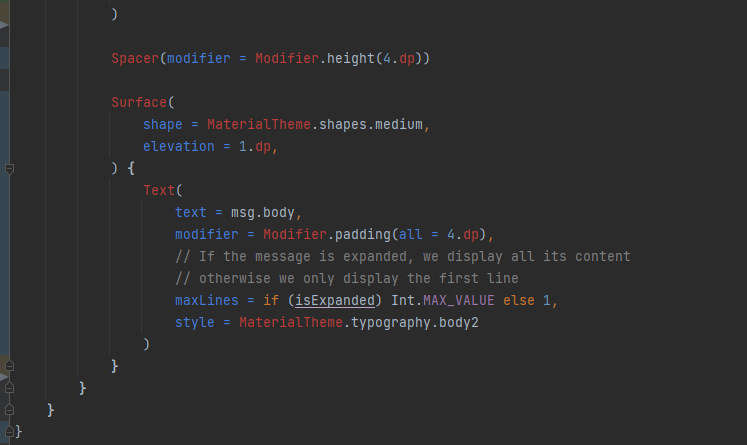 )
Spacer(modifier = Modifier.height(4.dp))
Surface(
shape = MaterialTheme.shapes.medium,
elevation = 1.dp,
) {
Text(
text = msg.body,
modifier = Modifier.padding(all = 4.dp),
// If the message is expanded, we display all its content
// otherwise we only display the first line
maxLines = if (isExpanded) Int.MAX_VALUE else 1,
style = MaterialTheme.typography.body2
)
}
}
}
}